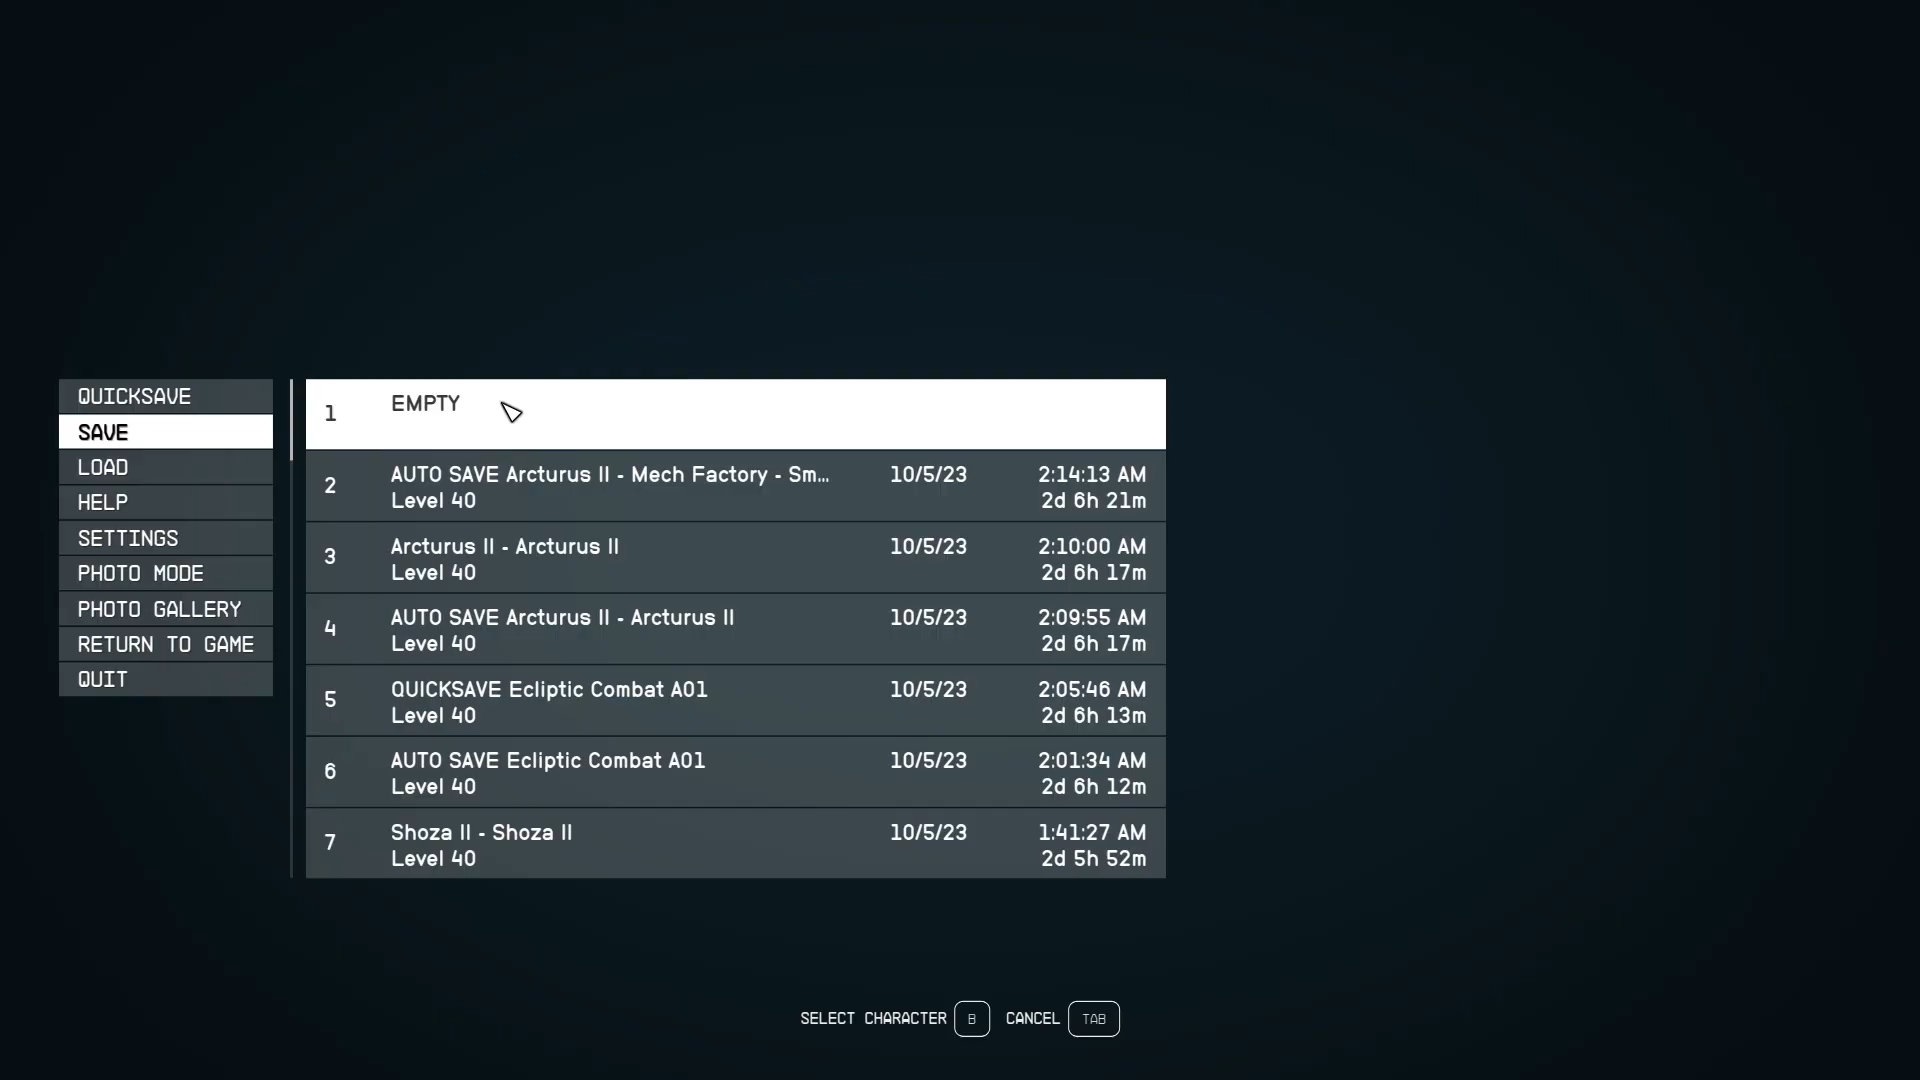 QUICKSAVE
SAVE
LOAD
HELP
SETTINGS
PHOTO MODE
PHOTO GALLERY
RETURN TO GAME
QUIT
1 EMPTY
2 AUTO SAVE Arcturus II - Mech Factory - Sm... 10/5/23 2:14:13 AM
Level 40 2d 6h 21m
3 Arcturus II - Arcturus II 10/5/23 2:10:00 AM
Level 40 2d 6h 17m
4 AUTO SAVE Arcturus II - Arcturus II 10/5/23 2:09:55 AM
Level 40 2d 6h 17m
5 QUICKSAVE Ecliptic Combat A01 10/5/23 2:05:46 AM
Level 40 2d 6h 13m
6 AUTO SAVE Ecliptic Combat A01 10/5/23 2:01:34 AM
Level 40 2d 6h 12m
7 Shoza II - Shoza II 10/5/23 1:41:27 AM
Level 40 2d 5h 52m
SELECT CHARACTER B CANCEL TAB